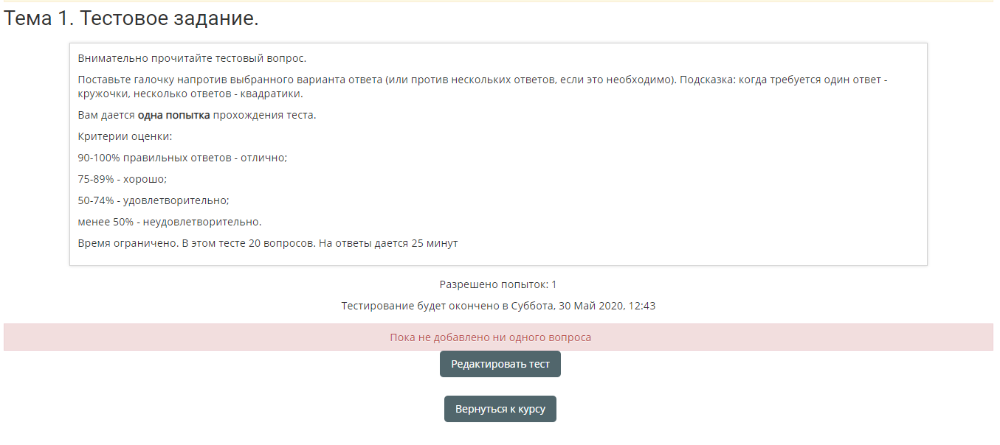 Тема 1. Тестовое задание.
Внимательно прочитайте тестовый вопрос.
Поставьте галочку напротив выбранного варианта ответа (или против нескольких ответов, если это необходимо). Подсказка: когда требуется один ответ -
кружочки, несколько ответов - квадратики.
Вам дается одна попытка прохождения теста.
Критерии оценки:
90-100% правильных ответов - отлично;
75-89% - хорошо;
50-74% - удовлетворительно;
менее 50% - неудовлетворительно.
Время ограничено. В этом тесте 20 вопросов. На ответы дается 25 минут
Разрешено попыток: 1
Тестирование будет окончено в Суббота, 30 Май 2020, 12:43
Пока не добавлено ни одного вопроса
Редактировать тест
Вернуться к курсу